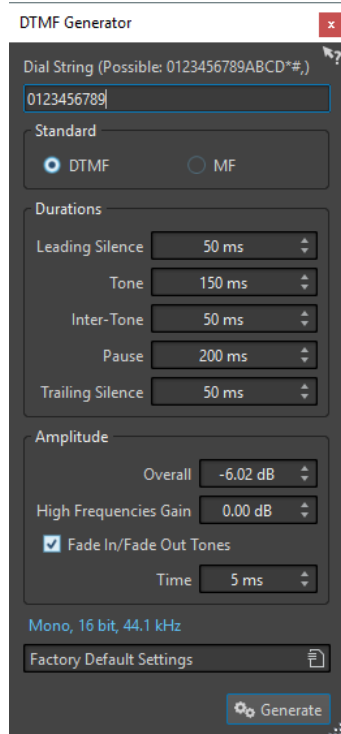 DTMF Generator
x
Dial String (Possible: 0123456789ABCD*#,)
?
0123456789
Standard
DTMF MF
Durations
Leading Silence 50 ms
Tone 150 ms
Inter-Tone 50 ms
Pause 200 ms
Trailing Silence 50 ms
Amplitude
Overall -6.02 dB
High Frequencies Gain 0.00 dB
Fade In/Fade Out Tones
Time 5 ms
Mono, 16 bit, 44.1 kHz
Factory Default Settings
Generate